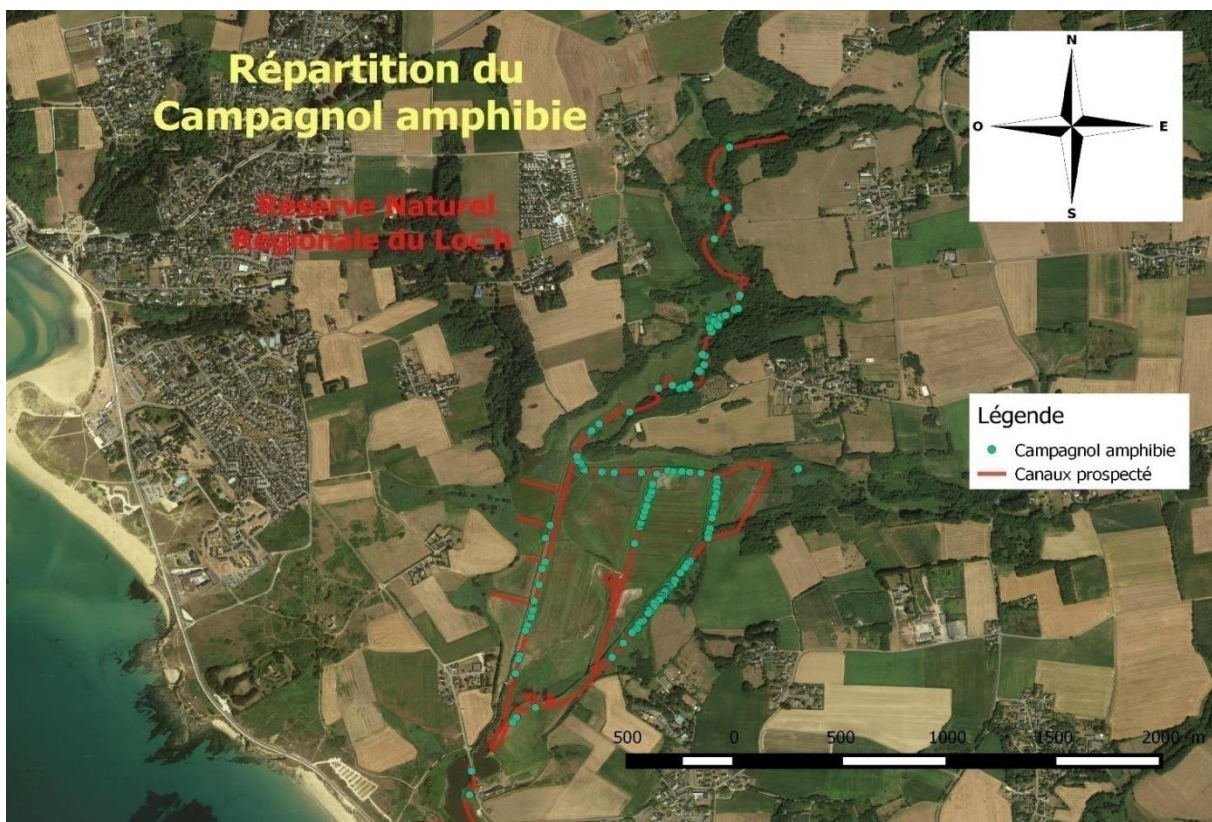 Répartition du
Campagnol amphibie
Réserve Naturel
Régionale du Loc'h
N
O
E
S
Légende
Campagnol amphibie
Canaux prospecté
500 0 500 1000 1500 2000 m